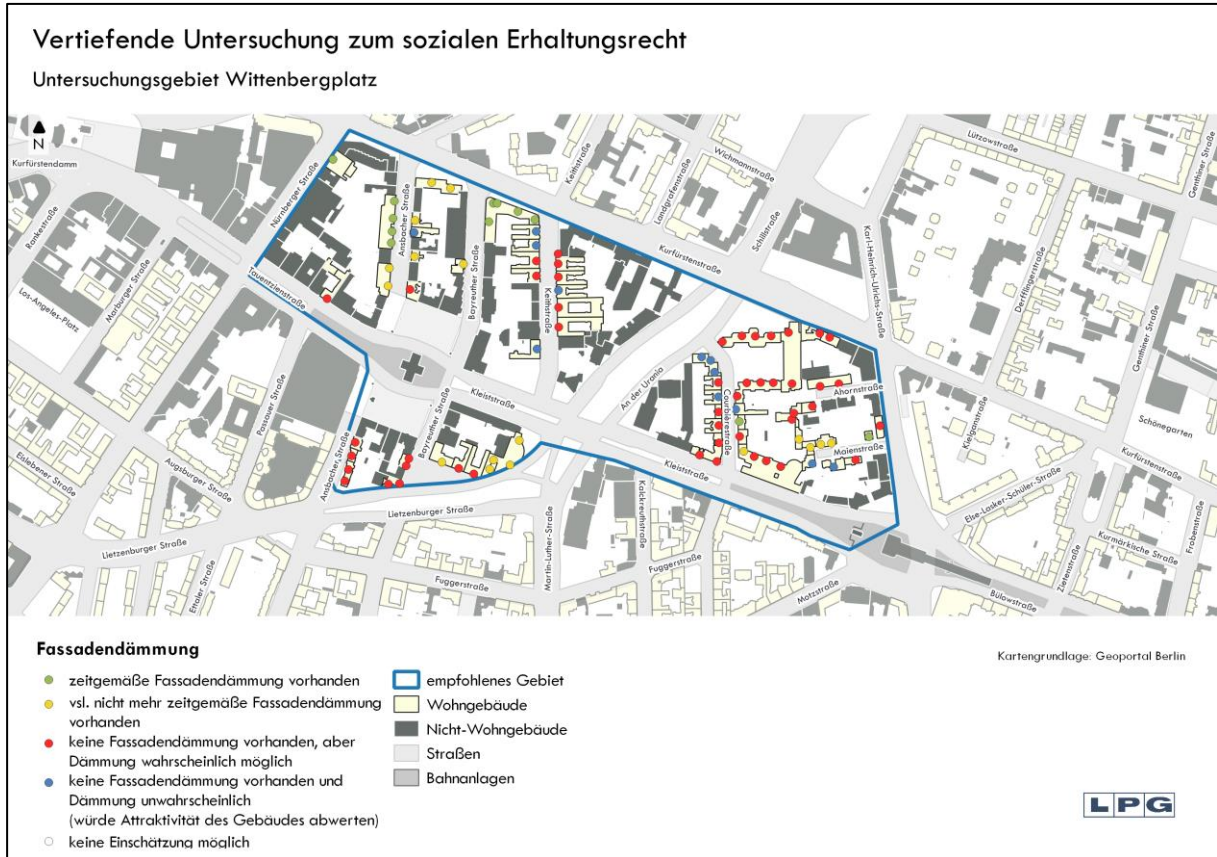 Vertiefende Untersuchung zum sozialen Erhaltungsrecht
Untersuchungsgebiet Wittenbergplatz
N
Kurfürstendamm
Rankestraße
Los-Angeles-Platz
Marburger Straße
Nürnberger Straße
Tauentzienstraße
Ansbacher Straße
Bayreuther Straße
Keithstraße
Keithstraße
Landgrafenstraße
Wichmannstraße
Schillstraße
Kurfürstenstraße
Karl-Heinrich-Ulrichs-Straße
Lützowstraße
Derfflingerstraße
Genthiner Straße
Genthiner Straße
Schönegarten
Kurfürstenstraße
Kielganstraße
Ahornstraße
Maienstraße
Courbièrestraße
An der Urania
Kleiststraße
Kleiststraße
Bayreuther Straße
Ansbacher Straße
Passauer Straße
Augsburger Straße
Eislebener Straße
Lietzenburger Straße
Lietzenburger Straße
Ettaler Straße
Fuggerstraße
Martin-Luther-Straße
Kalckreuthstraße
Fuggerstraße
Motzstraße
Else-Lasker-Schüler-Straße
Kurmärkische Straße
Frobenstraße
Zietenstraße
Bülowstraße
Fassadendämmung
zeitgemäße Fassadendämmung vorhanden
vsl. nicht mehr zeitgemäße Fassadendämmung
vorhanden
keine Fassadendämmung vorhanden, aber
Dämmung wahrscheinlich möglich
keine Fassadendämmung vorhanden und
Dämmung unwahrscheinlich
(würde Attraktivität des Gebäudes abwerten)
keine Einschätzung möglich
empfohlenes Gebiet
Wohngebäude
Nicht-Wohngebäude
Straßen
Bahnanlagen
Kartengrundlage: Geoportal Berlin
LPG